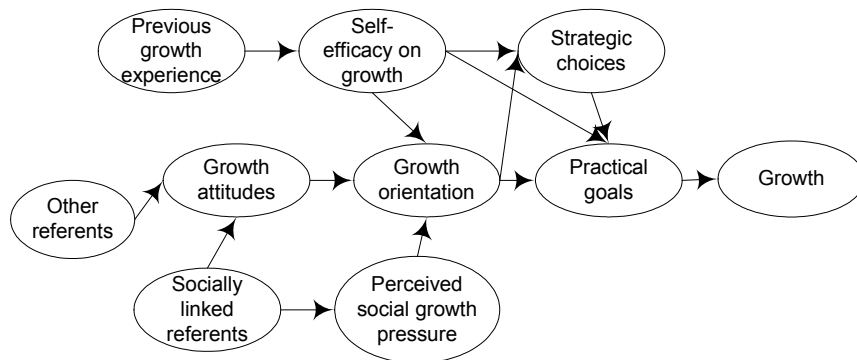 Previous
growth
experience
Self-
efficacy on
growth
Strategic
choices
Growth
attitudes
Growth
orientation
Practical
goals
Growth
Other
referents
Socially
linked
referents
Perceived
social growth
pressure